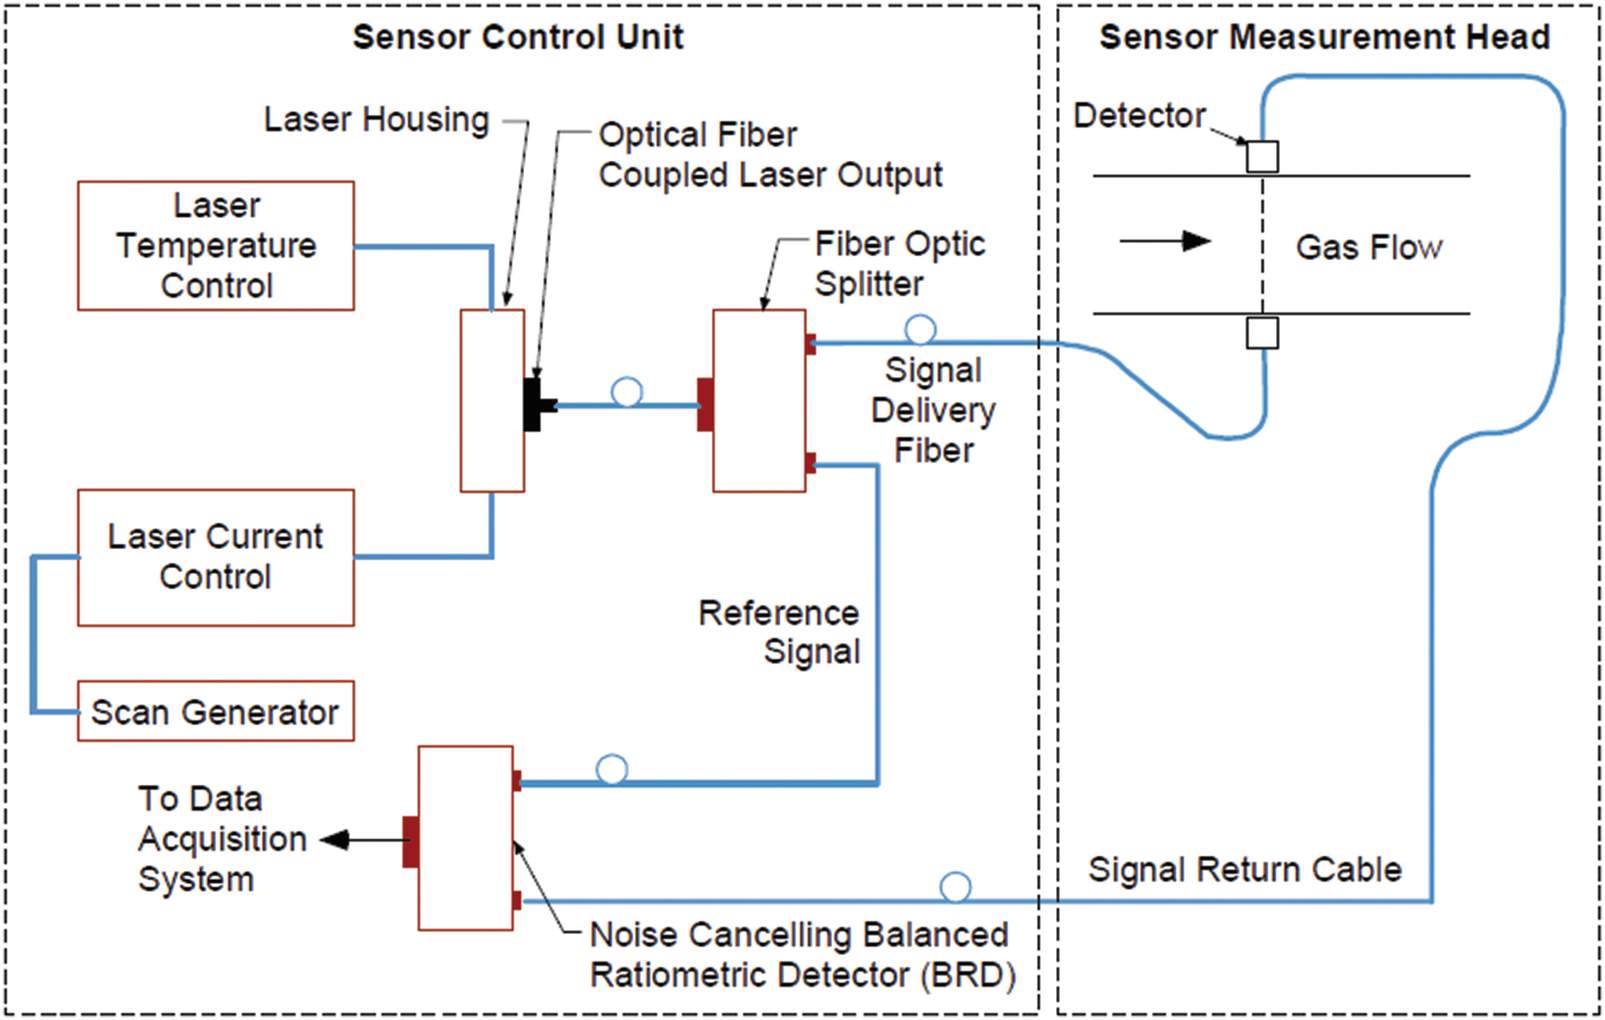 Sensor Control Unit
Sensor Measurement Head
Laser Housing
Optical Fiber
Coupled Laser Output
Detector
Laser
Temperature
Control
Fiber Optic
Splitter
Gas Flow
Signal
Delivery
Fiber
Laser Current
Control
Reference
Signal
Scan Generator
To Data
Acquisition
System
Signal Return Cable
Noise Cancelling Balanced
Ratiometric Detector (BRD)